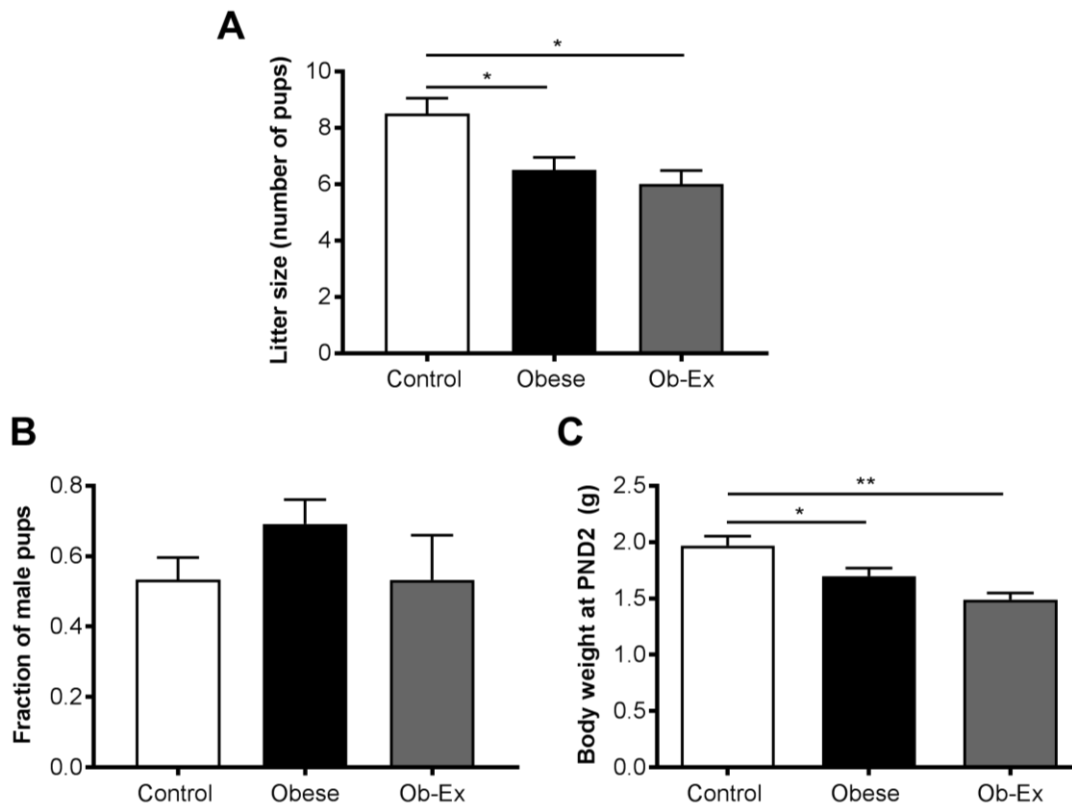 A
Litter size (number of pups)
10
8
6
4
2
0
*
*
Control
Obese
Ob-Ex
B
Fraction of male pups
0.8
0.6
0.4
0.2
0.0
Control
Obese
Ob-Ex
C
Body weight at PND2 (g)
2.5
2.0
1.5
1.0
0.5
0.0
**
*
Control
Obese
Ob-Ex